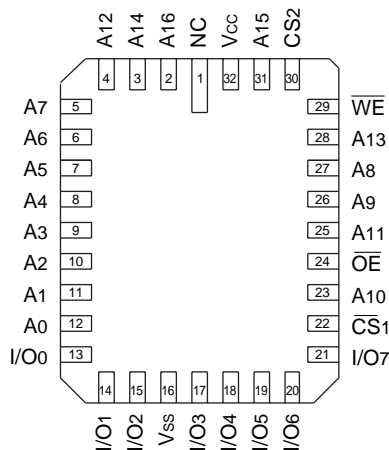 A12 A14 A16 NC Vcc A15 CS2
4 3 2 1 32 31 30
A7 5 29 WE
A6 6 28 A13
A5 7 27 A8
A4 8 26 A9
A3 9 25 A11
A2 10 24 OE
A1 11 23 A10
A0 12 22 CS1
I/O0 13 21 I/O7
14 15 16 17 18 19 20
I/O1 I/O2 Vss I/O3 I/O4 I/O5 I/O6